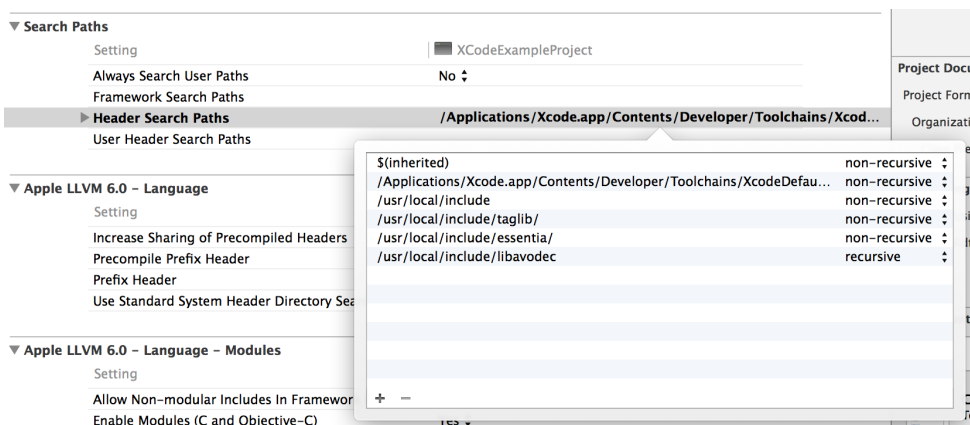 Search Paths
Setting XCodeExampleProject
Always Search User Paths No
Framework Search Paths
Header Search Paths /Applications/Xcode.app/Contents/Developer/Toolchains/Xcod...
User Header Search Paths
$(inherited) non-recursive
/Applications/Xcode.app/Contents/Developer/Toolchains/XcodeDefau... non-recursive
/usr/local/include non-recursive
/usr/local/include/taglib/ non-recursive
/usr/local/include/essentia/ non-recursive
/usr/local/include/libavodec recursive
+ −
Apple LLVM 6.0 - Language
Setting
Increase Sharing of Precompiled Headers
Precompile Prefix Header
Prefix Header
Use Standard System Header Directory Sea
Apple LLVM 6.0 - Language - Modules
Setting
Allow Non-modular Includes In Framewor
Enable Modules (C and Objective-C) Yes
Project Docu
Project Form
Organizati